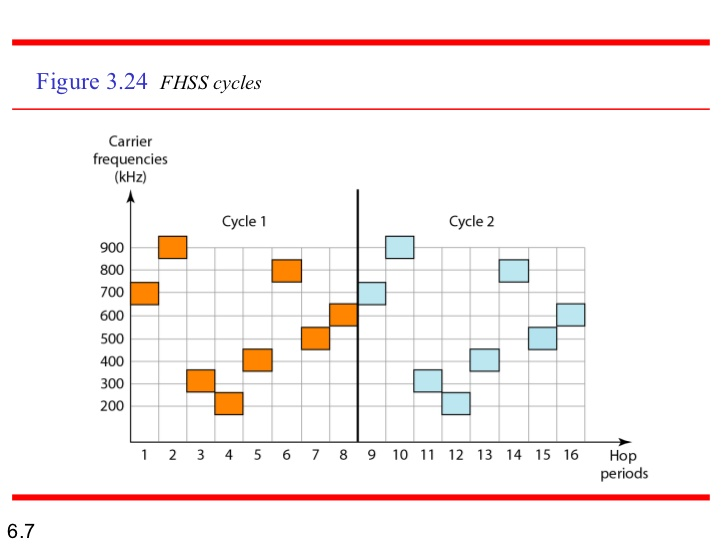 Figure 3.24 FHSS cycles
Carrier
frequencies
(kHz)
Cycle 1
Cycle 2
900
800
700
600
500
400
300
200
1 2 3 4 5 6 7 8 9 10 11 12 13 14 15 16
Hop
periods
6.7